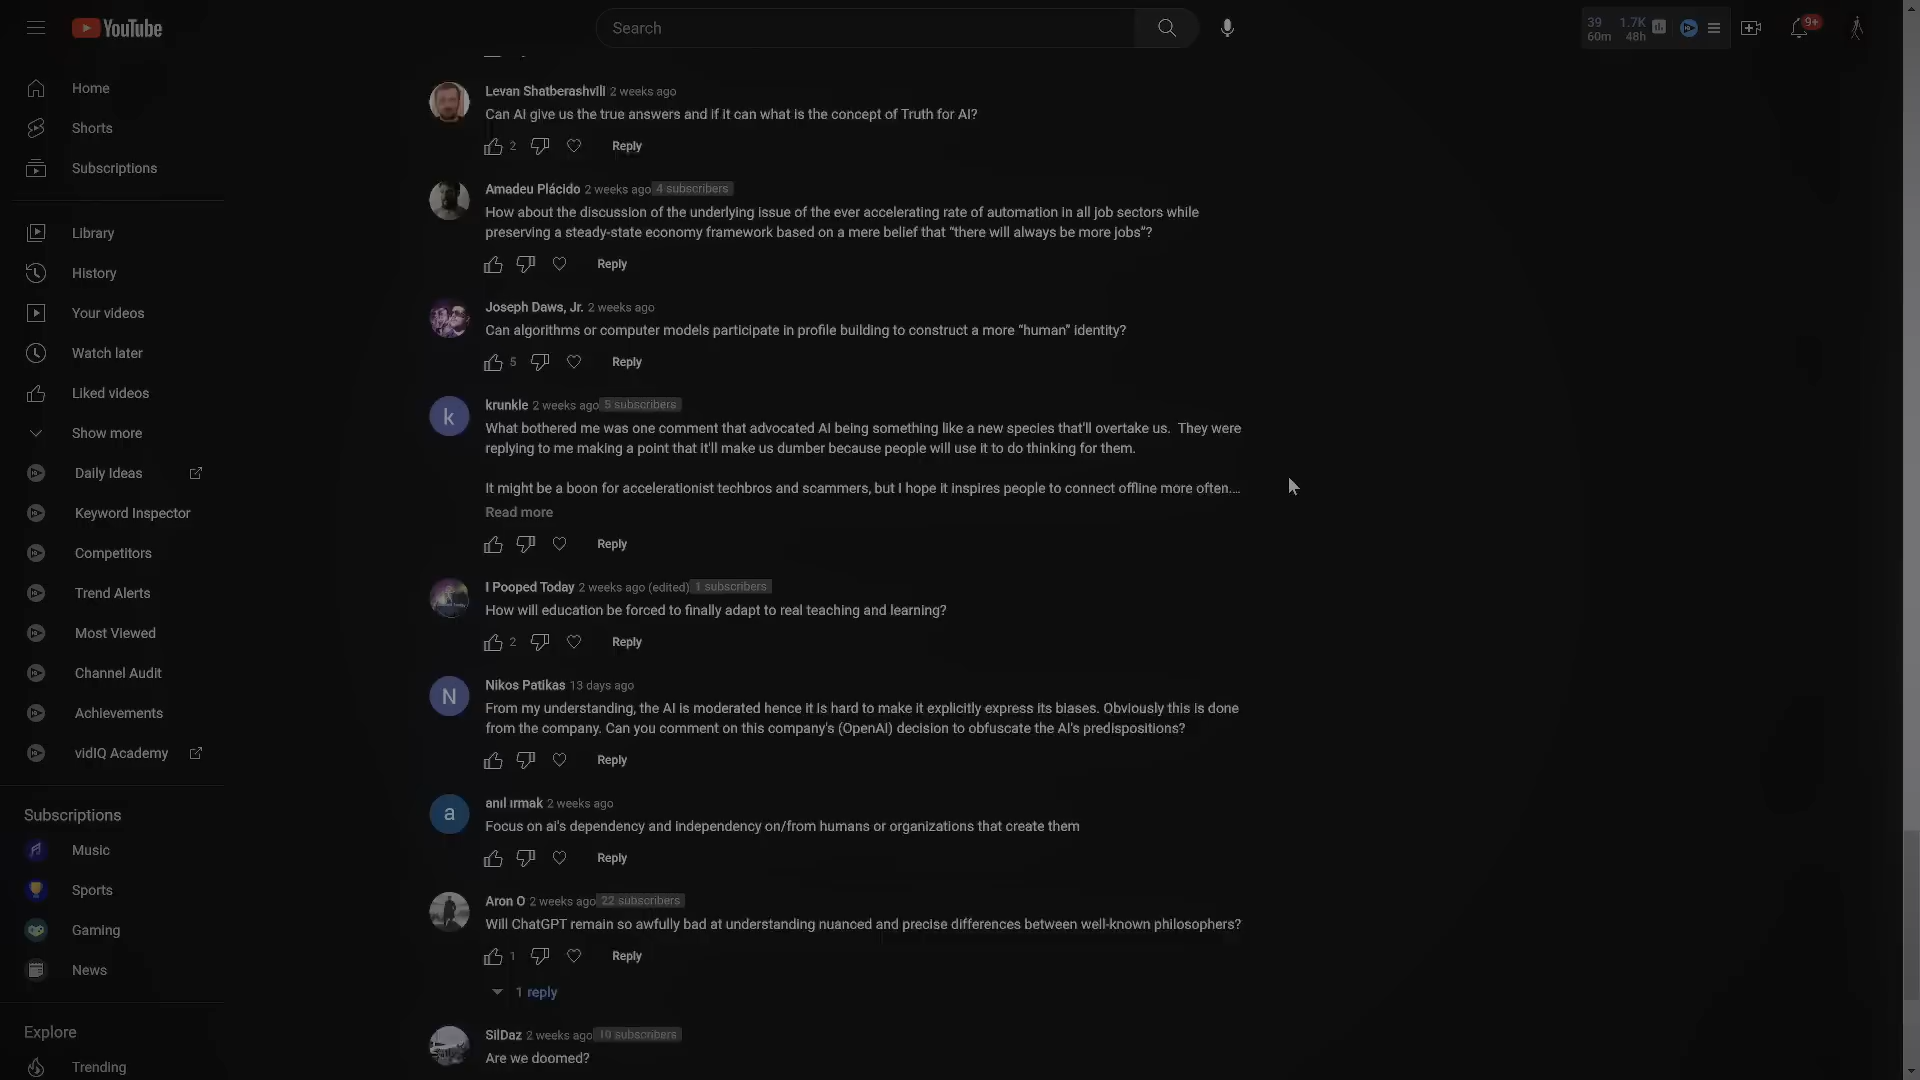 YouTube
Search
39
60m
1.7K
48h
9+
Home
Shorts
Subscriptions
Library
History
Your videos
Watch later
Liked videos
Show more
Daily Ideas
Keyword Inspector
Competitors
Trend Alerts
Most Viewed
Channel Audit
Achievements
vidIQ Academy
Subscriptions
Music
Sports
Gaming
News
Explore
Trending
Levan Shatberashvili 2 weeks ago
Can AI give us the true answers and if it can what is the concept of Truth for AI?
2 Reply
Amadeu Plácido 2 weeks ago 4 subscribers
How about the discussion of the underlying issue of the ever accelerating rate of automation in all job sectors while
preserving a steady-state economy framework based on a mere belief that “there will always be more jobs”?
Reply
Joseph Daws, Jr. 2 weeks ago
Can algorithms or computer models participate in profile building to construct a more “human” identity?
5 Reply
k
krunkle 2 weeks ago 5 subscribers
What bothered me was one comment that advocated AI being something like a new species that'll overtake us. They were
replying to me making a point that it'll make us dumber because people will use it to do thinking for them.
It might be a boon for accelerationist techbros and scammers, but I hope it inspires people to connect offline more often....
Read more
Reply
I Pooped Today 2 weeks ago (edited) 1 subscribers
How will education be forced to finally adapt to real teaching and learning?
2 Reply
N
Nikos Patikas 13 days ago
From my understanding, the AI is moderated hence it is hard to make it explicitly express its biases. Obviously this is done
from the company. Can you comment on this company's (OpenAI) decision to obfuscate the AI's predispositions?
Reply
a
anıl ırmak 2 weeks ago
Focus on ai's dependency and independency on/from humans or organizations that create them
Reply
Aron O 2 weeks ago 22 subscribers
Will ChatGPT remain so awfully bad at understanding nuanced and precise differences between well-known philosophers?
1 Reply
1 reply
SilDaz 2 weeks ago 10 subscribers
Are we doomed?